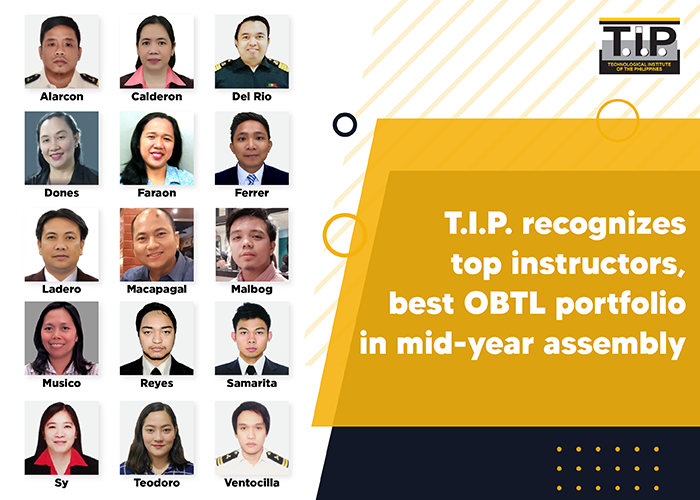 T.I.P.
TECHNOLOGICAL INSTITUTE
OF THE PHILIPPINES
Alarcon
Calderon
Del Rio
Dones
Faraon
Ferrer
Ladero
Macapagal
Malbog
Musico
Reyes
Samarita
Sy
Teodoro
Ventocilla
T.I.P. recognizes
top instructors,
best OBTL portfolio
in mid-year assembly